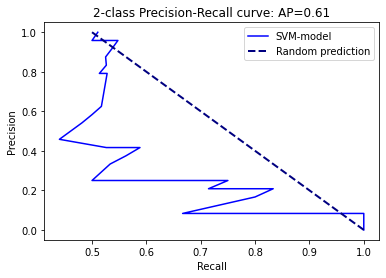 2-class Precision-Recall curve: AP=0.61
1.0
0.8
0.6
0.4
0.2
0.0
Precision
SVM-model
Random prediction
0.5 0.6 0.7 0.8 0.9 1.0
Recall